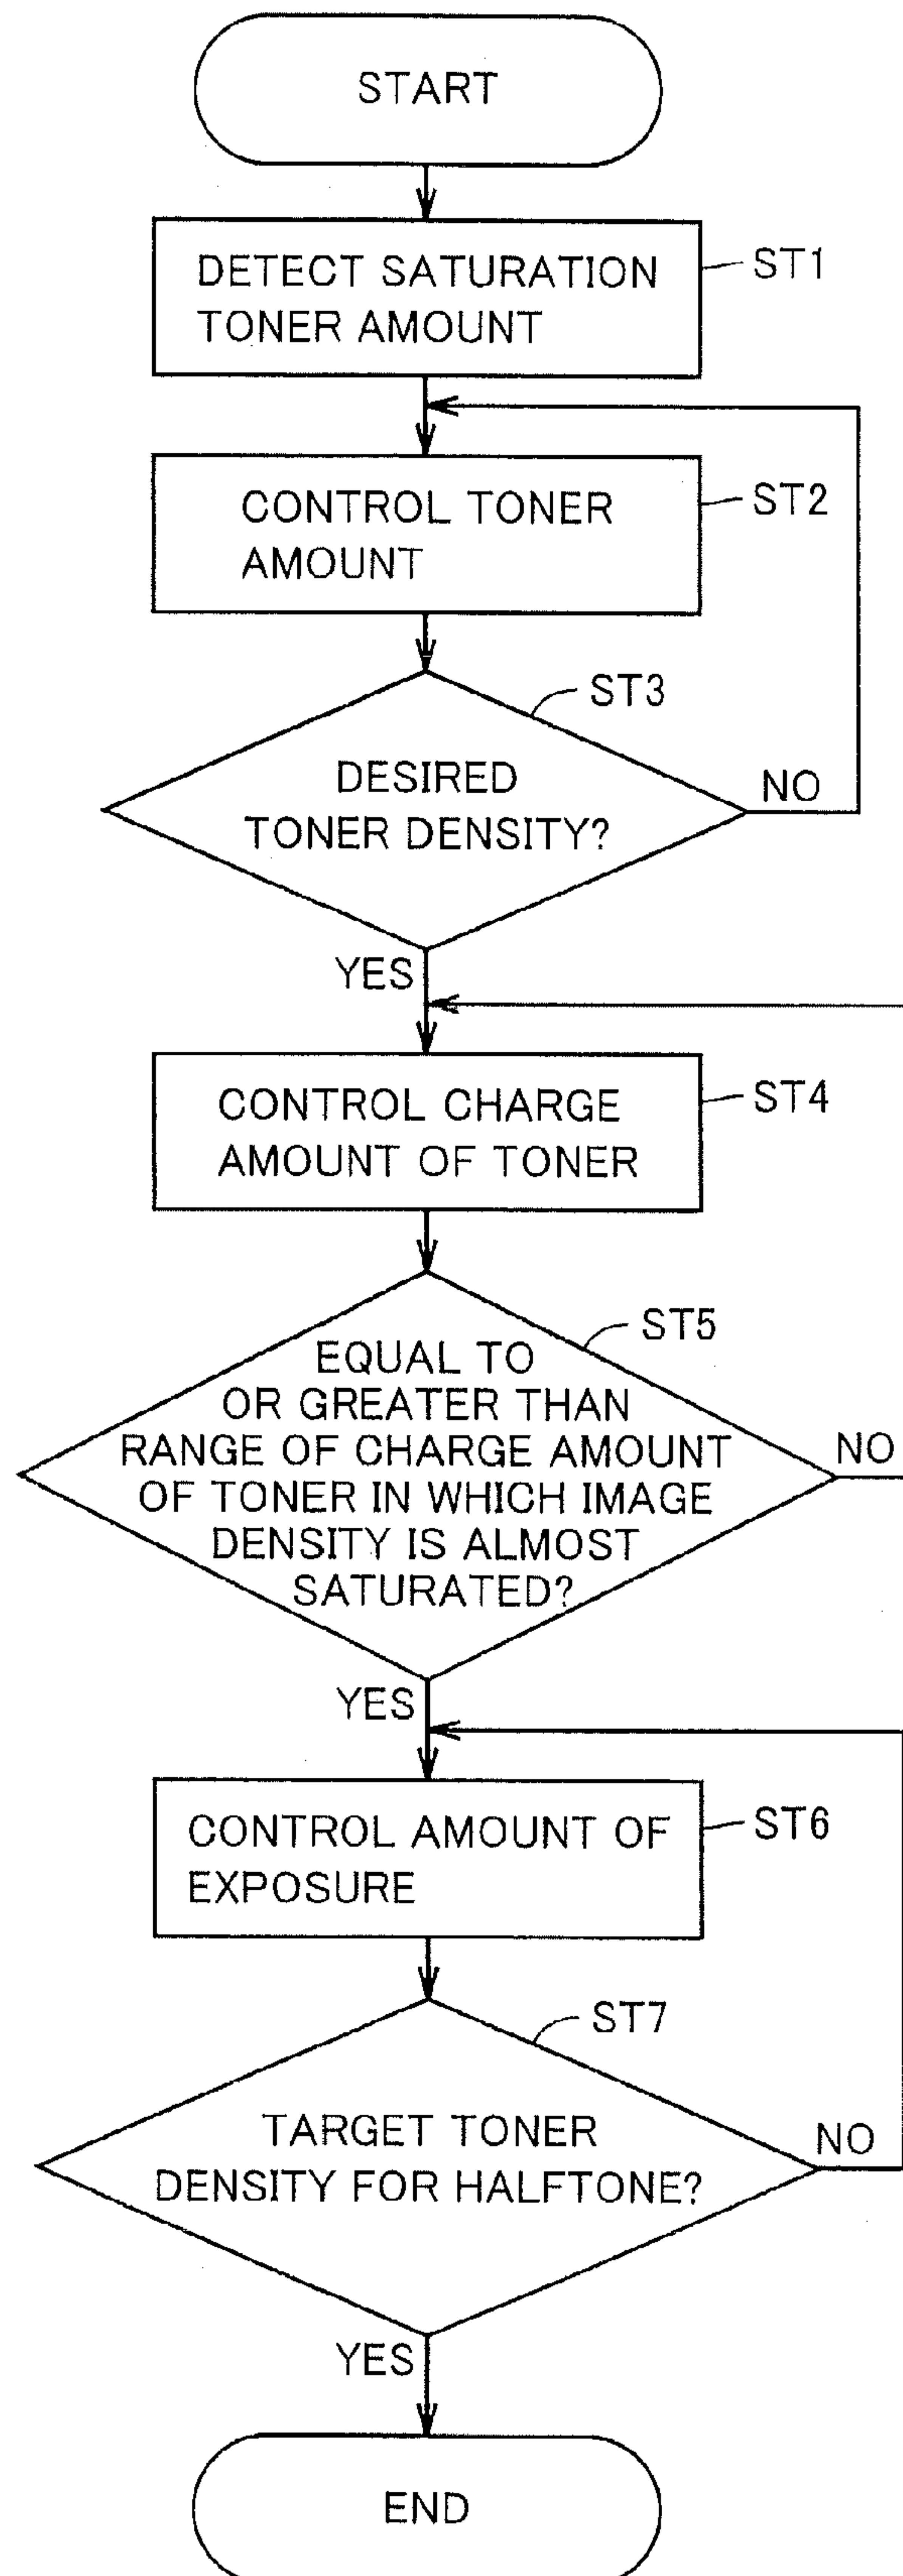 START
DETECT SATURATION
TONER AMOUNT
ST1
CONTROL TONER
AMOUNT
ST2
ST3
DESIRED
TONER DENSITY?
NO
YES
CONTROL CHARGE
AMOUNT OF TONER
ST4
ST5
EQUAL TO
OR GREATER THAN
RANGE OF CHARGE AMOUNT
OF TONER IN WHICH IMAGE
DENSITY IS ALMOST
SATURATED?
NO
YES
CONTROL AMOUNT OF
EXPOSURE
ST6
ST7
TARGET TONER
DENSITY FOR HALFTONE?
NO
YES
END